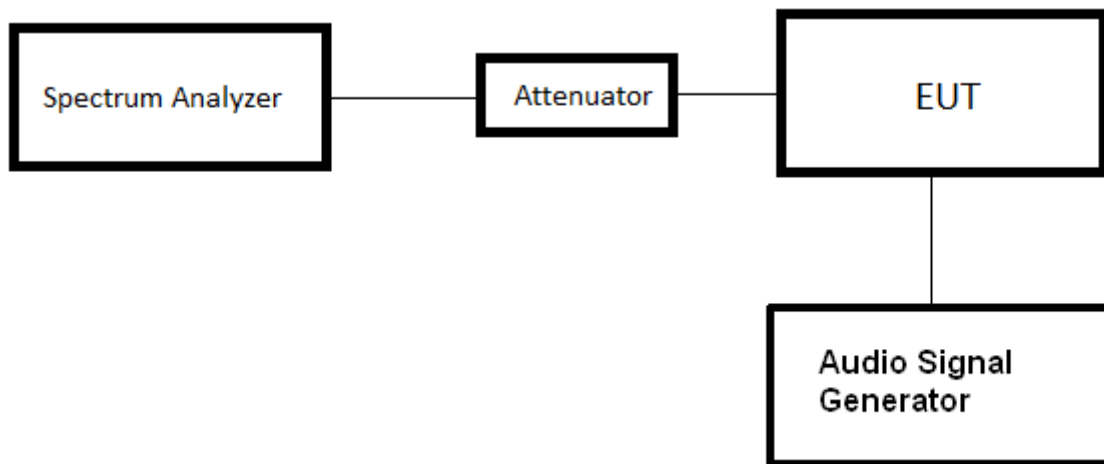 Spectrum Analyzer
Attenuator
EUT
Audio Signal
Generator